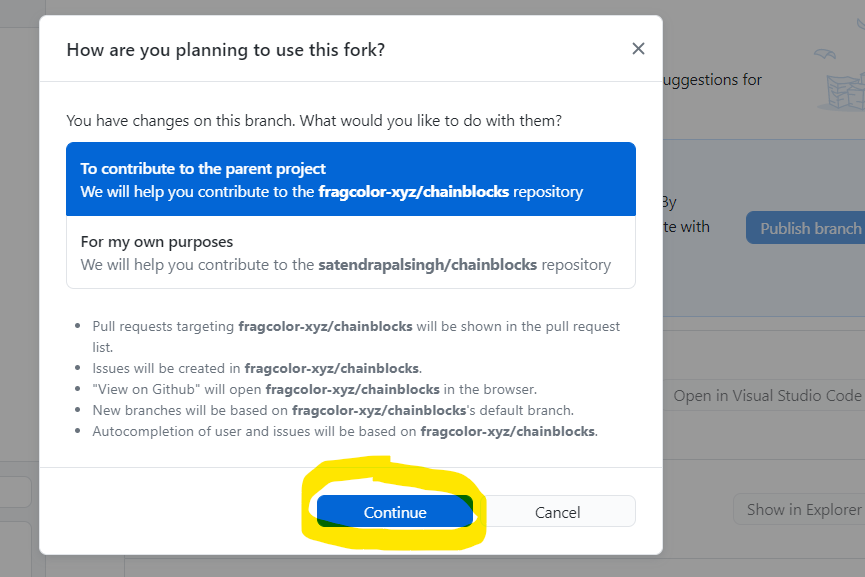 How are you planning to use this fork?
You have changes on this branch. What would you like to do with them?
To contribute to the parent project
We will help you contribute to the fragcolor-xyz/chainblocks repository
For my own purposes
We will help you contribute to the satendrapalsingh/chainblocks repository
• Pull requests targeting fragcolor-xyz/chainblocks will be shown in the pull request
list.
• Issues will be created in fragcolor-xyz/chainblocks.
• "View on Github" will open fragcolor-xyz/chainblocks in the browser.
• New branches will be based on fragcolor-xyz/chainblocks's default branch.
• Autocompletion of user and issues will be based on fragcolor-xyz/chainblocks.
Continue
Cancel
uggestions for
By
te with
Publish branch
Open in Visual Studio Code
Show in Explorer